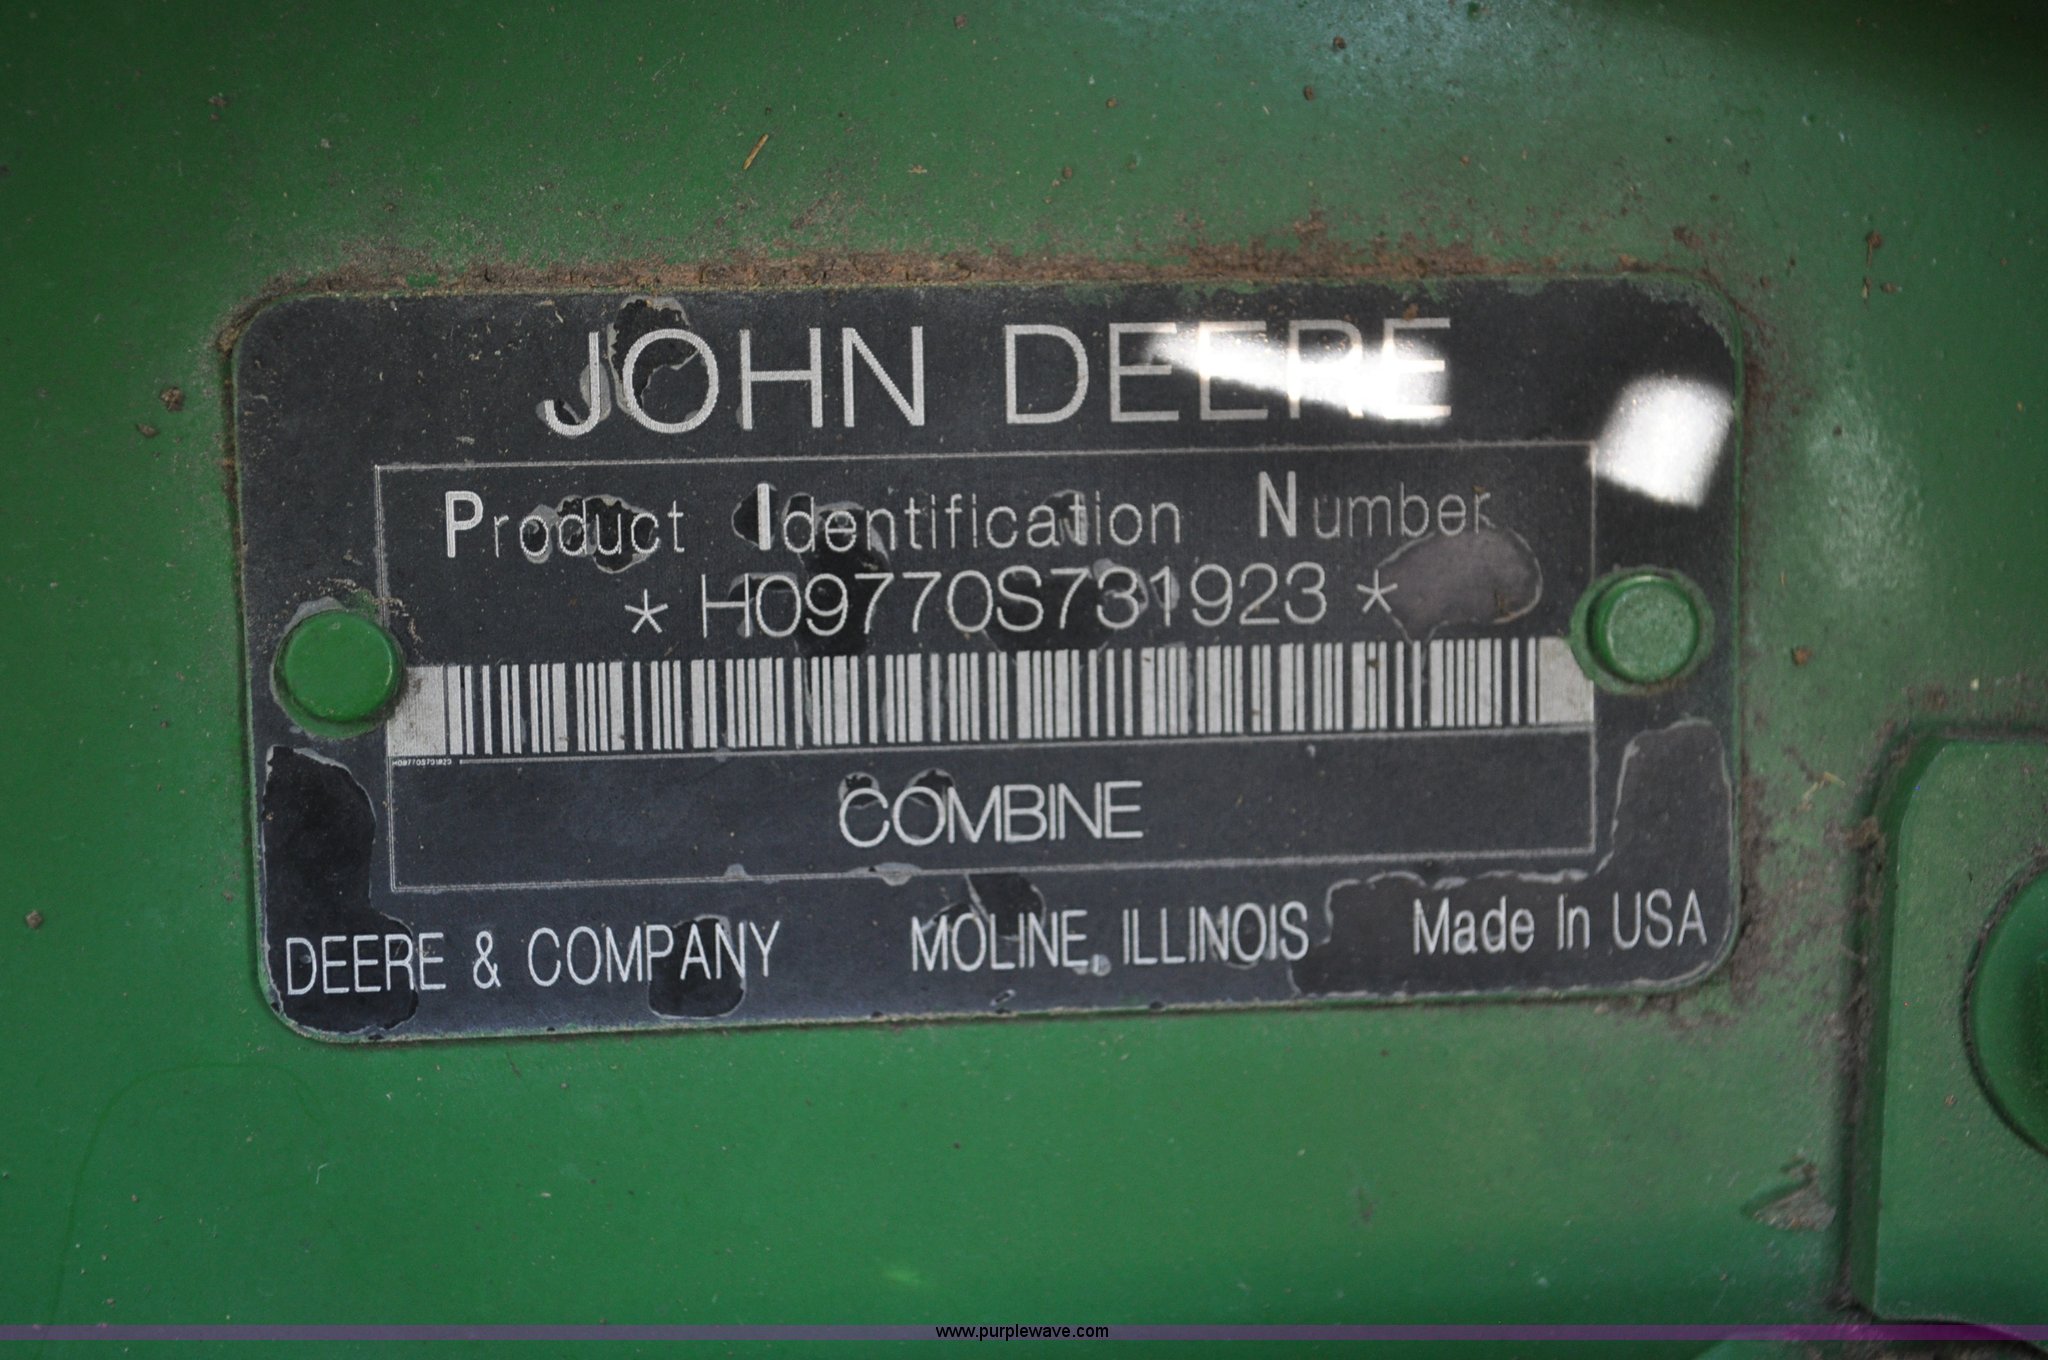 JOHN DEERE
Product Identification Number
*H09770S731923*
H09770S731923
COMBINE
DEERE & COMPANY MOLINE, ILLINOIS Made In USA
www.purplewave.com